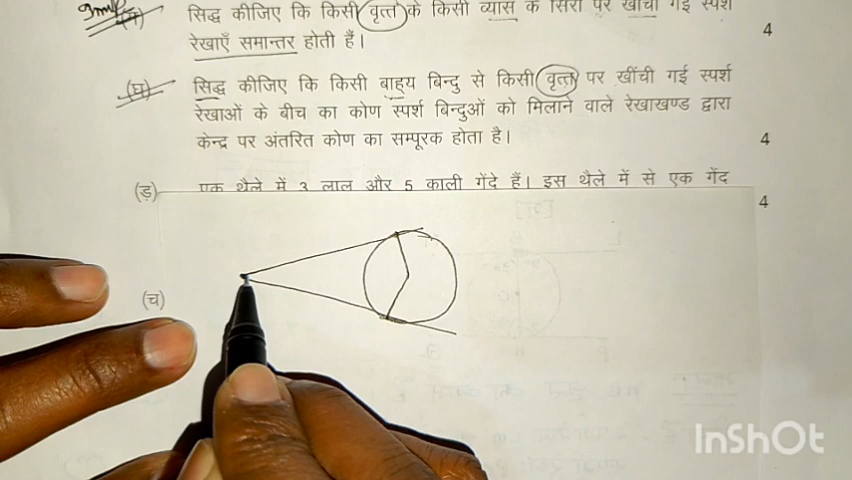 सिद्ध कीजिए कि किसी वृत्त के किसी व्यास के सिरों पर खींची गई स्पर्श
रेखाएँ समान्तर होती हैं।
4
(घ) सिद्ध कीजिए कि किसी बाह्य बिन्दु से किसी वृत्त पर खींची गई स्पर्श
रेखाओं के बीच का कोण स्पर्श बिन्दुओं को मिलाने वाले रेखाखण्ड द्वारा
केन्द्र पर अंतरित कोण का सम्पूरक होता है।
4
(ड़) एक थैले में 3 लाल और 5 काली गेंदे हैं। इस थैले में से एक गेंद
4
(च)
InShOt